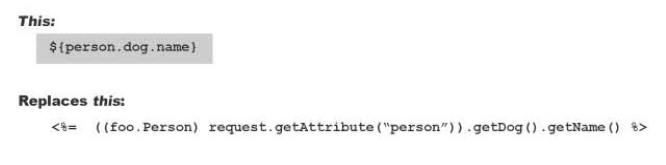 This:
${person.dog.name}
Replaces this:
<%= ((foo.Person) request.getAttribute(“person”)).getDog().getName() %>